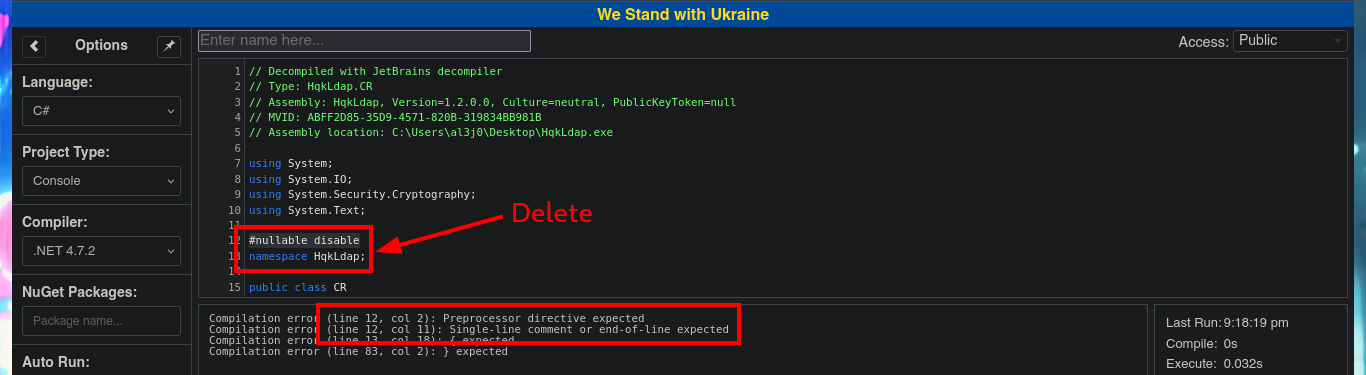 We Stand with Ukraine
Options
Enter name here...
Access: Public
Language:
C#
Project Type:
Console
Compiler:
.NET 4.7.2
NuGet Packages:
Package name...
Auto Run:
1 // Decompiled with JetBrains decompiler
2 // Type: HqkLdap.CR
3 // Assembly: HqkLdap, Version=1.2.0.0, Culture=neutral, PublicKeyToken=null
4 // MVID: ABFF2D85-35D9-4571-820B-319834BB981B
5 // Assembly location: C:\Users\al3j0\Desktop\HqkLdap.exe
6
7 using System;
8 using System.IO;
9 using System.Security.Cryptography;
10 using System.Text;
11
Delete
12 #nullable disable
13 namespace HqkLdap;
14
15 public class CR
Compilation error (line 12, col 2): Preprocessor directive expected
Compilation error (line 12, col 11): Single-line comment or end-of-line expected
Compilation error (line 13, col 18): { expected
Compilation error (line 83, col 2): } expected
Last Run: 9:18:19 pm
Compile: 0s
Execute: 0.032s